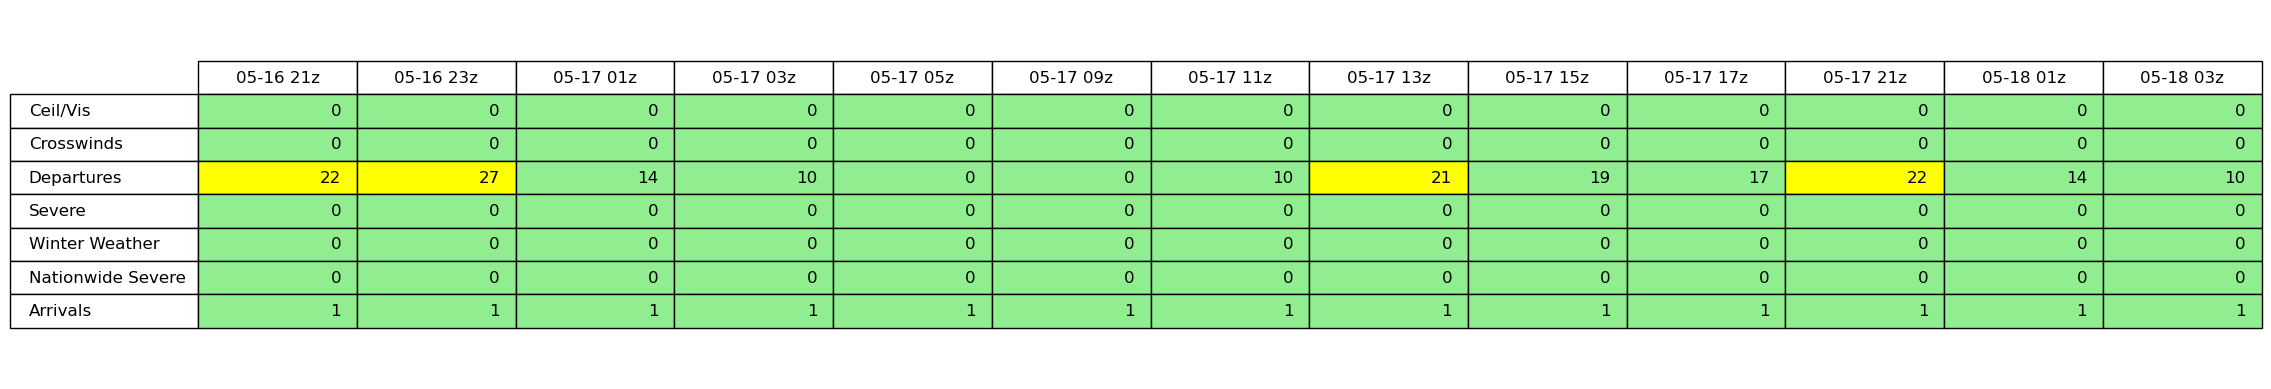 05-16 21z 05-16 23z 05-17 01z 05-17 03z 05-17 05z 05-17 09z 05-17 11z 05-17 13z 05-17 15z 05-17 17z 05-17 21z 05-18 01z 05-18 03z
Ceil/Vis 0 0 0 0 0 0 0 0 0 0 0 0 0
Crosswinds 0 0 0 0 0 0 0 0 0 0 0 0 0
Departures 22 27 14 10 0 0 10 21 19 17 22 14 10
Severe 0 0 0 0 0 0 0 0 0 0 0 0 0
Winter Weather 0 0 0 0 0 0 0 0 0 0 0 0 0
Nationwide Severe 0 0 0 0 0 0 0 0 0 0 0 0 0
Arrivals 1 1 1 1 1 1 1 1 1 1 1 1 1